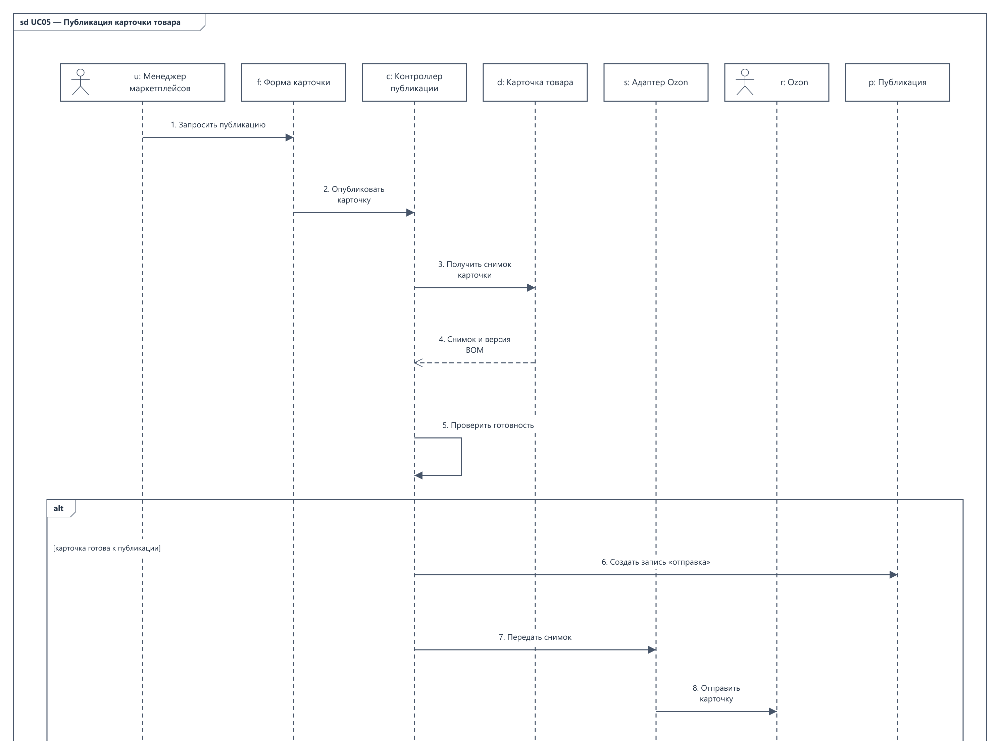 sd UC05 — Публикация карточки товара
u: Менеджер
маркетплейсов
f: Форма карточки
c: Контроллер
публикации
d: Карточка товара
s: Адаптер Ozon
r: Ozon
p: Публикация
1. Запросить публикацию
2. Опубликовать
карточку
3. Получить снимок
карточки
4. Снимок и версия
BOM
5. Проверить готовность
alt
[карточка готова к публикации]
6. Создать запись «отправка»
7. Передать снимок
8. Отправить
карточку